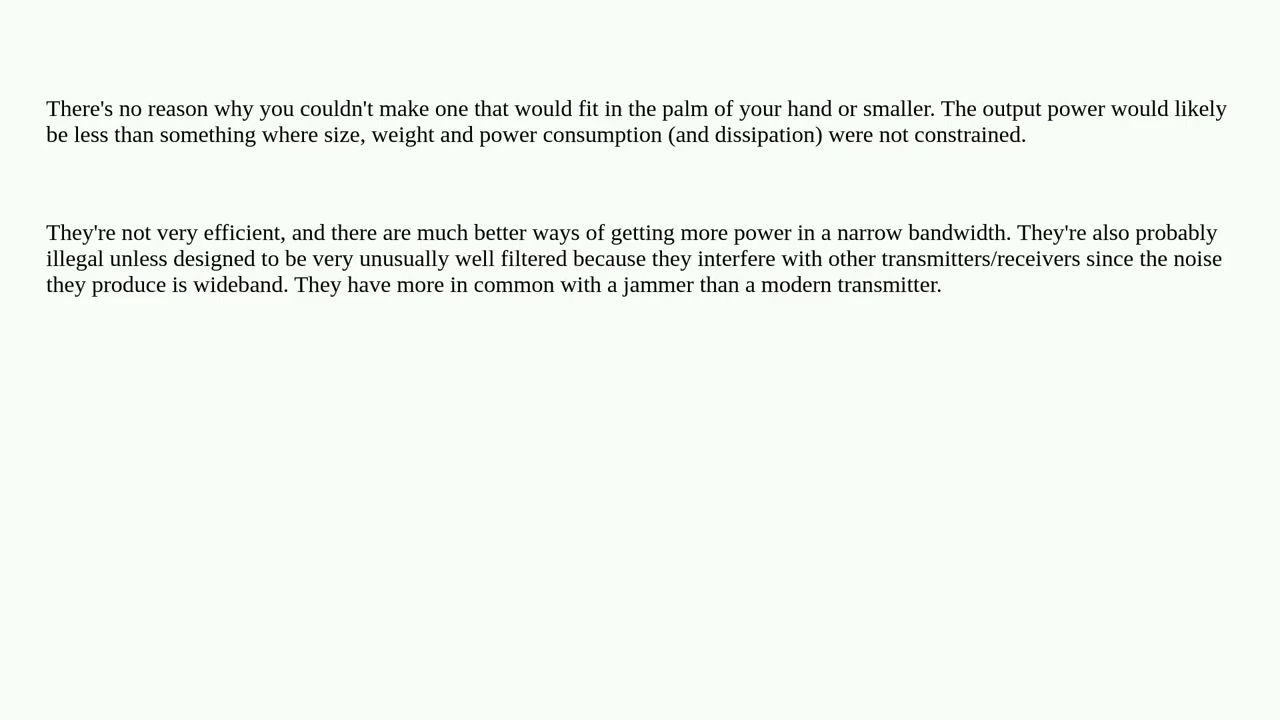 There's no reason why you couldn't make one that would fit in the palm of your hand or smaller. The output power would likely
be less than something where size, weight and power consumption (and dissipation) were not constrained.
They're not very efficient, and there are much better ways of getting more power in a narrow bandwidth. They're also probably
illegal unless designed to be very unusually well filtered because they interfere with other transmitters/receivers since the noise
they produce is wideband. They have more in common with a jammer than a modern transmitter.